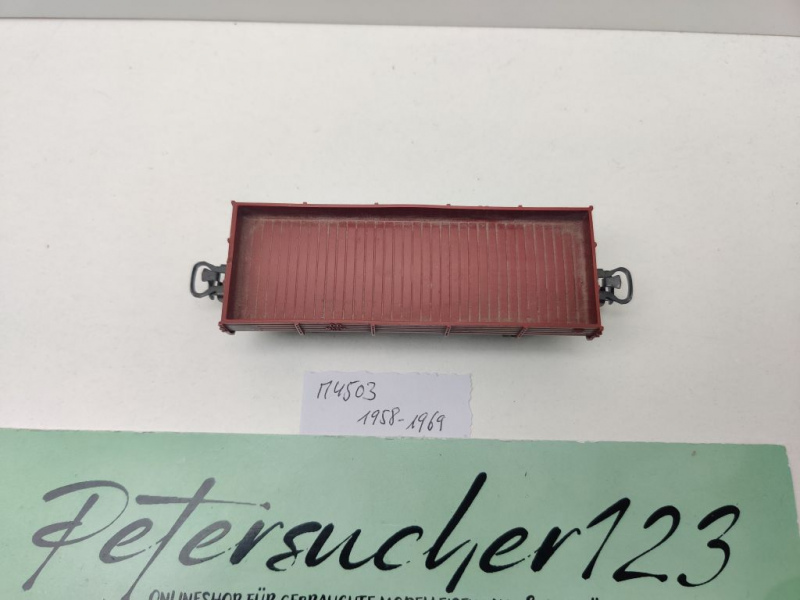 M4503
1958-1969
Petersucher123
ONLINESHOP FÜR GEBRAUCHTE